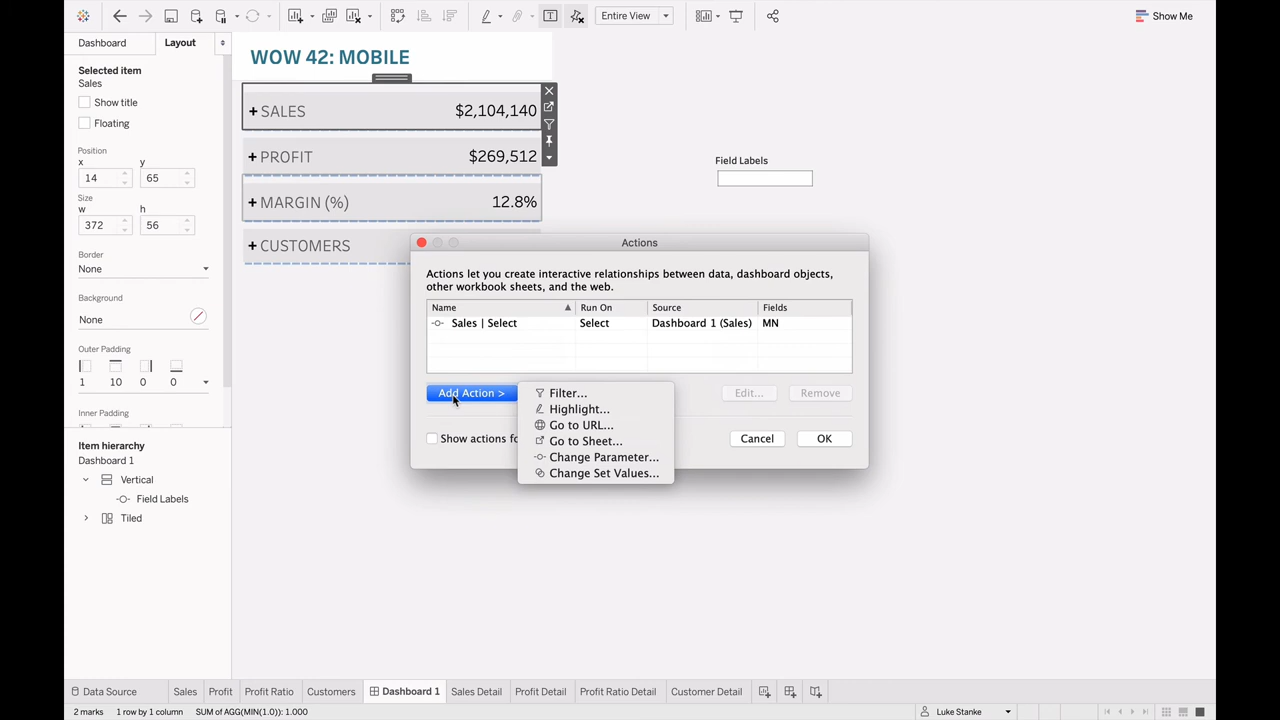 Entire View
Show Me
Dashboard
Layout
Selected item
Sales
Show title
Floating
Position
x y
14 65
Size
w h
372 56
Border
None
Background
None
Outer Padding
1 10 0 0
Inner Padding
Item hierarchy
Dashboard 1
Vertical
Field Labels
Tiled
WOW 42: MOBILE
+ SALES $2,104,140
+ PROFIT $269,512
+ MARGIN (%) 12.8%
+ CUSTOMERS
Field Labels
Actions
Actions let you create interactive relationships between data, dashboard objects,
other workbook sheets, and the web.
Name Run On Source Fields
Sales | Select Select Dashboard 1 (Sales) MN
Add Action >
Filter...
Highlight...
Go to URL...
Go to Sheet...
Change Parameter...
Change Set Values...
Edit... Remove
Show actions fo
Cancel OK
Data Source Sales Profit Profit Ratio Customers Dashboard 1 Sales Detail Profit Detail Profit Ratio Detail Customer Detail
2 marks 1 row by 1 column SUM of AGG(MIN(1.0)): 1.000 Luke Stanke